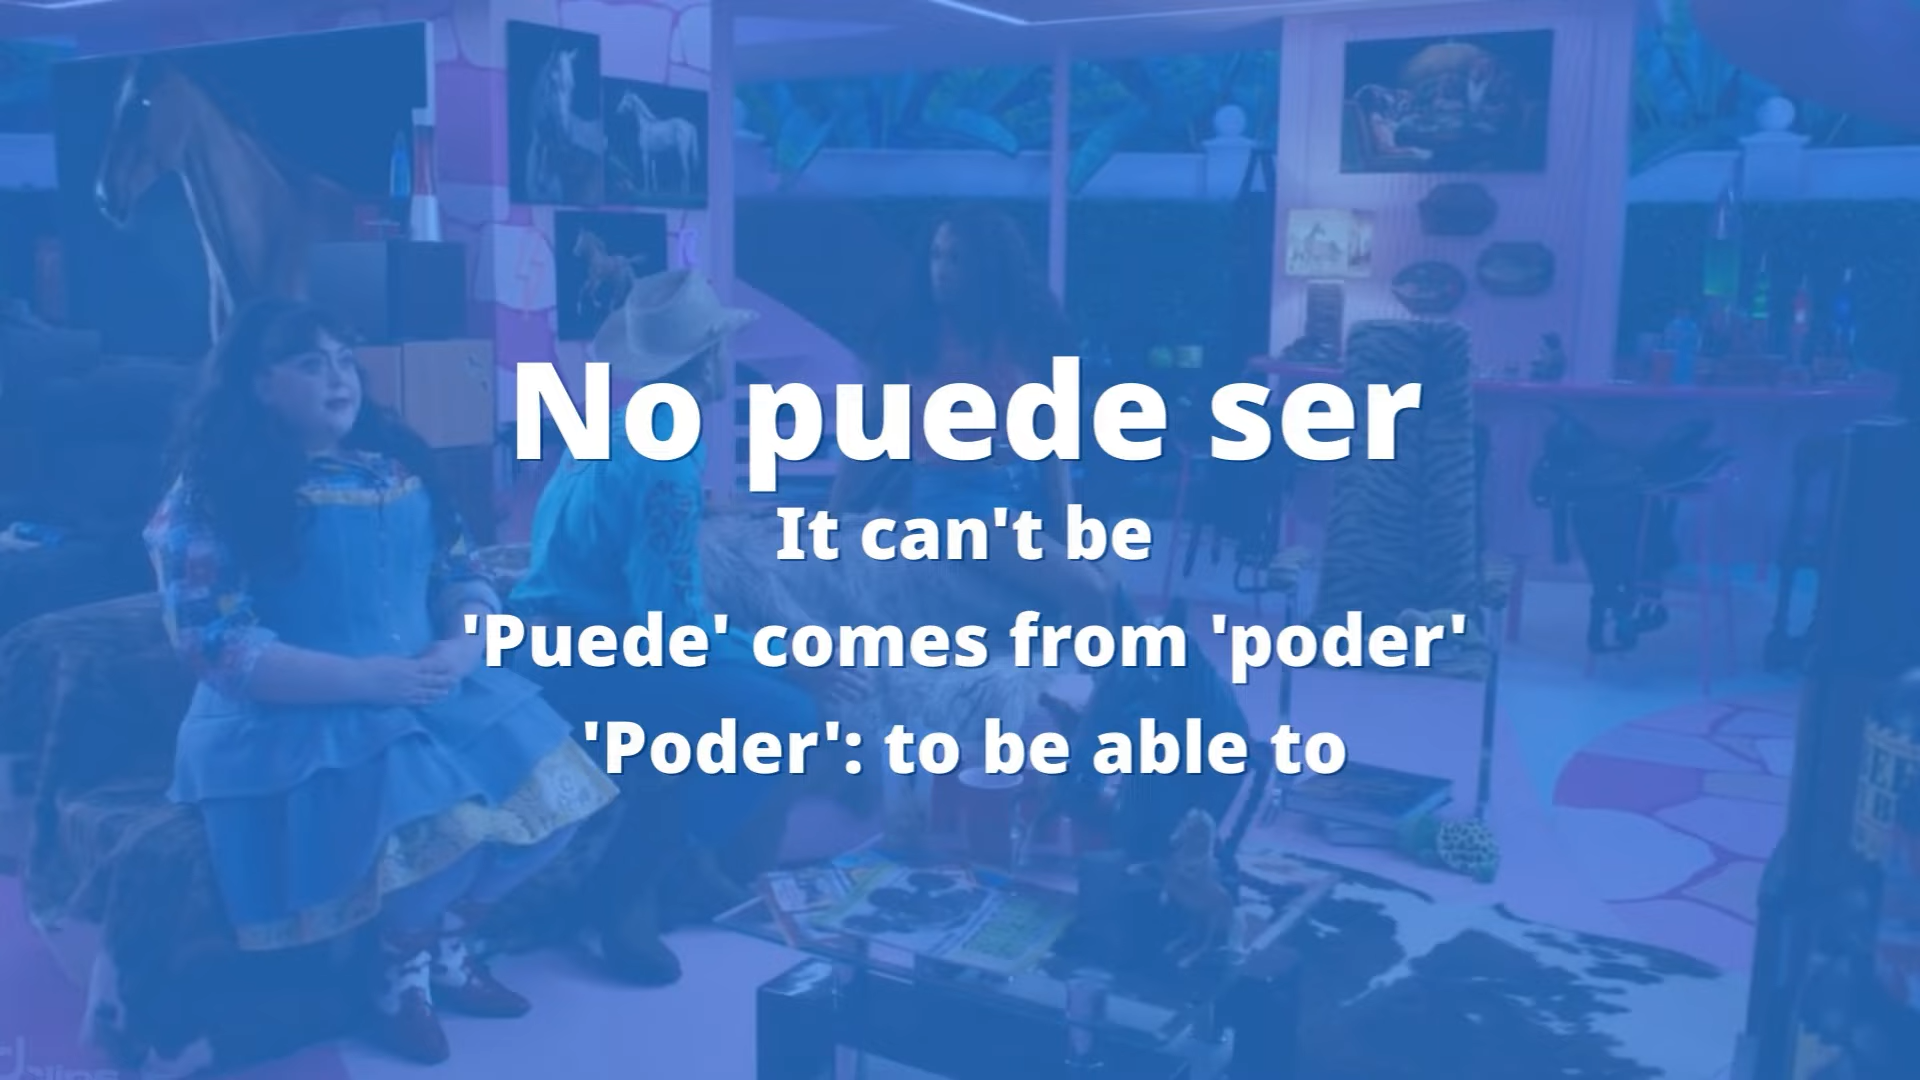 No puede ser
It can't be
'Puede' comes from 'poder'
'Poder': to be able to